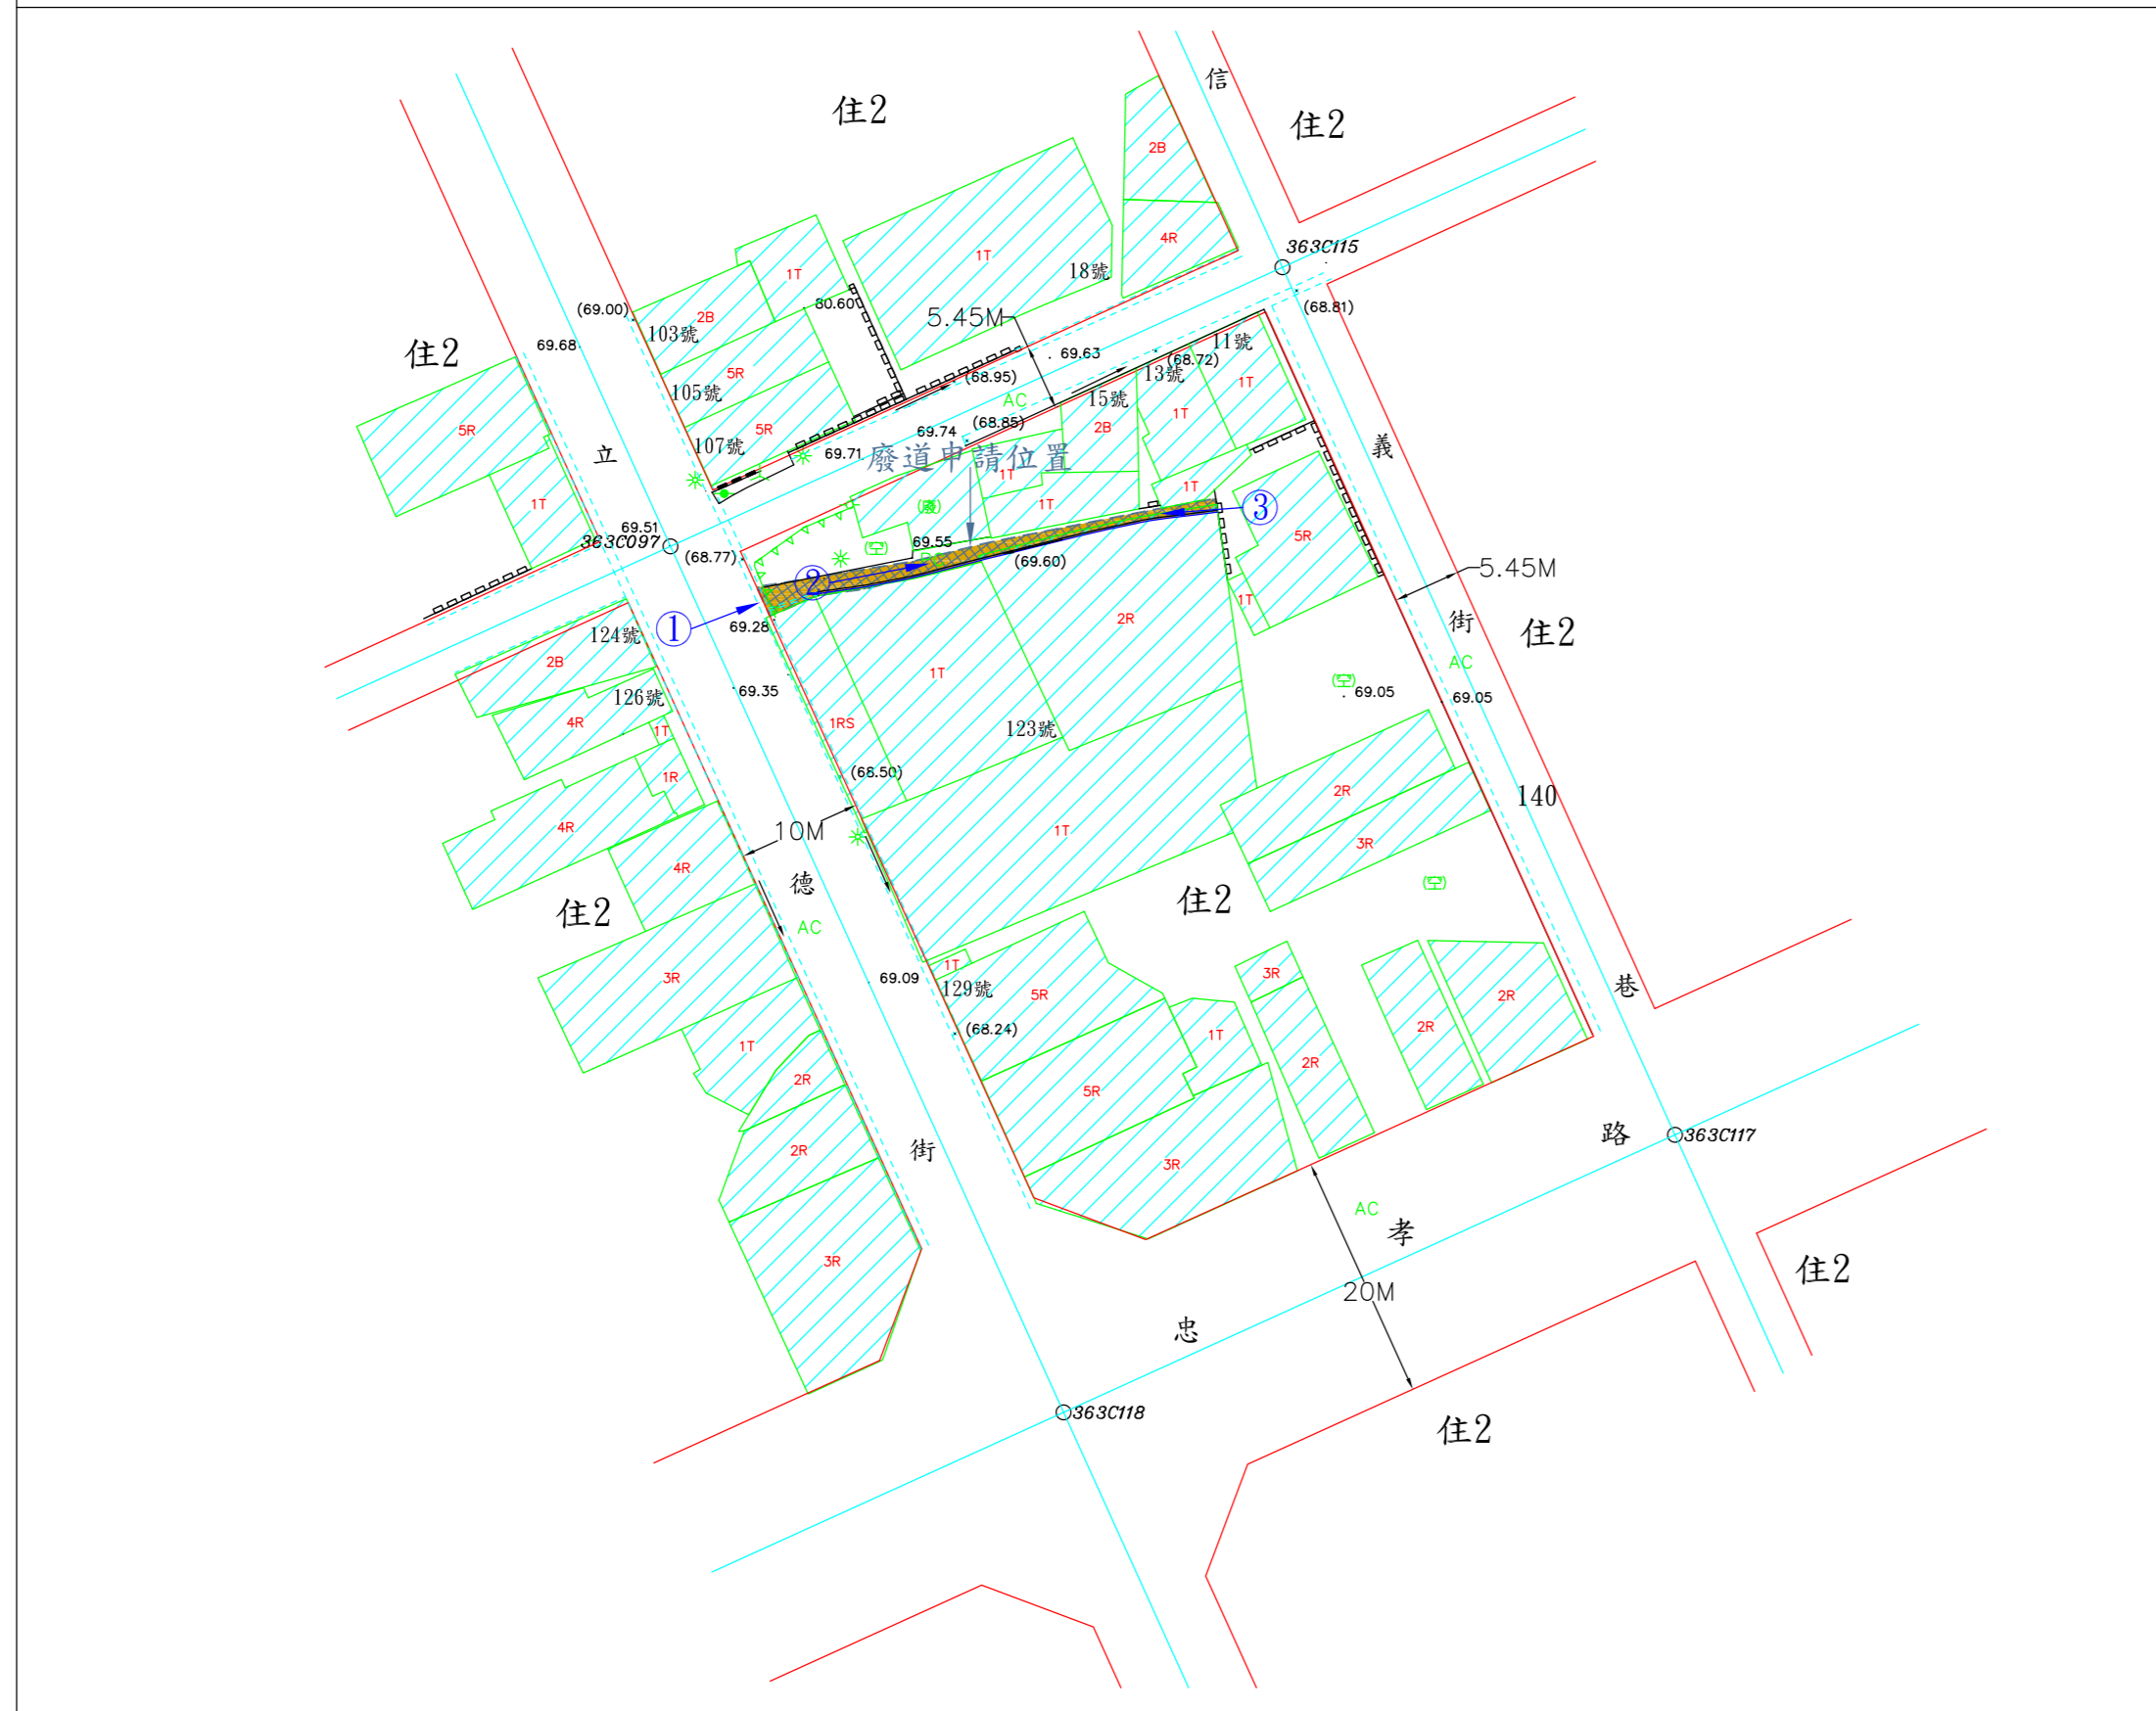 住2
信
住2
2B
4R
363C115
1T
1T
18號
80.60
5.45M
(68.81)
(69.00)
2B
103號
69.68
住2
11號
69.63
(68.72)
13號
1T
5R
105號
(68.95)
AC
15號
1T
(68.85)
2B
5R
107號
69.74
69.71
廢道申請位置
義
5R
立
1T
1T
1T
1T
(廢)
③
69.51
363C097
(68.77)
(空)
69.55
(69.60)
5R
5.45M
②
1T
①
69.28
2R
街
住2
124號
2B
AC
1T
126號
69.35
(空)
69.05
69.05
4R
1T
1RS
123號
1R
(68.50)
2R
140
4R
10M
1T
3R
4R
德
(空)
住2
住2
AC
3R
69.09
1T
129號
5R
3R
2R
巷
1T
(68.24)
1T
2R
2R
2R
5R
路
363C117
街
2R
3R
AC
孝
3R
20M
住2
忠
363C118
住2